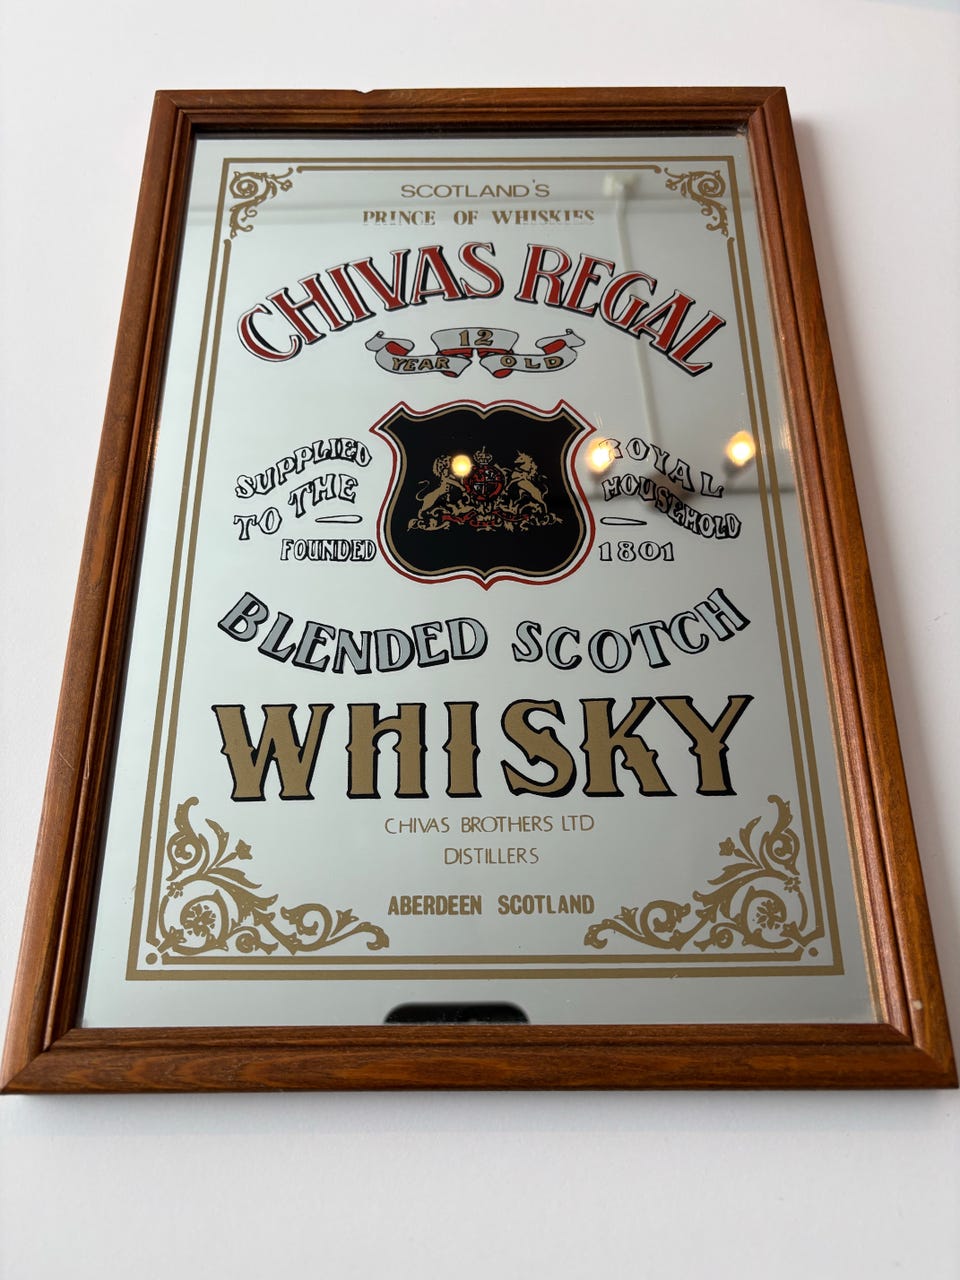 SCOTLAND'S
PRINCE OF WHISKIES
CHIVAS REGAL
12
YEAR OLD
SUPPLIED
TO THE
ROYAL
HOUSEHOLD
FOUNDED 1801
BLENDED SCOTCH
WHISKY
CHIVAS BROTHERS LTD
DISTILLERS
ABERDEEN SCOTLAND